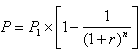 P = P₁ × [1 − 1 / (1 + r)ⁿ]